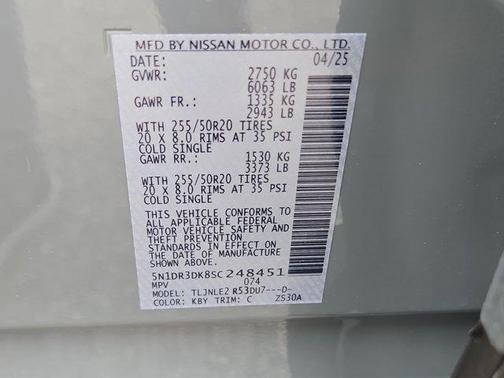 MFD BY NISSAN MOTOR CO., LTD.
DATE: 04/25
GVWR: 2750 KG
6063 LB
GAWR FR.: 1335 KG
2943 LB
WITH 255/50R20 TIRES
20 X 8.0 RIMS AT 35 PSI
COLD SINGLE
GAWR RR.: 1530 KG
3373 LB
WITH 255/50R20 TIRES
20 X 8.0 RIMS AT 35 PSI
COLD SINGLE
THIS VEHICLE CONFORMS TO
ALL APPLICABLE FEDERAL
MOTOR VEHICLE SAFETY
AND THEFT PREVENTION
STANDARDS IN EFFECT ON
THE DATE OF MANUFACTURE
SHOWN ABOVE.
5N1DR3DK8SC248451
MPV 074
MODEL: TLJNLE2 R53DU7---D-
COLOR: KBY TRIM: C ZS30A